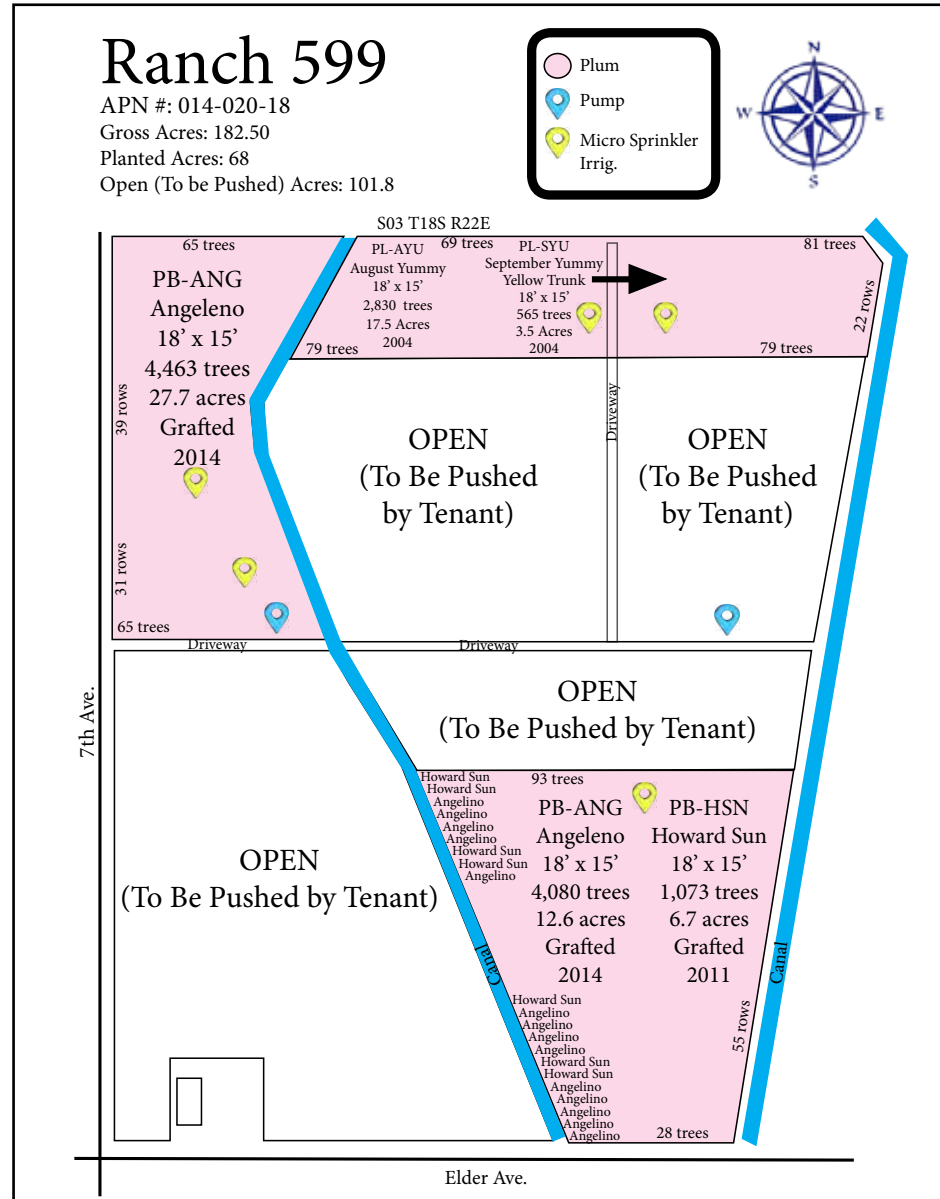 Ranch 599
APN #: 014-020-18
Gross Acres: 182.50
Planted Acres: 68
Open (To be Pushed) Acres: 101.8
Plum
Pump
Micro Sprinkler
Irrig.
N
W
E
S
S03 T18S R22E
65 trees
PB-ANG
Angeleno
18’ x 15’
4,463 trees
27.7 acres
Grafted
2014
39 rows
31 rows
65 trees
PL-AYU
August Yummy
18' x 15'
2,830 trees
17.5 Acres
2004
69 trees
79 trees
PL-SYU
September Yummy
Yellow Trunk
18' x 15'
565 trees
3.5 Acres
2004
81 trees
22 rows
79 trees
Driveway
OPEN
(To Be Pushed
by Tenant)
OPEN
(To Be Pushed
by Tenant)
Driveway
Driveway
7th Ave.
OPEN
(To Be Pushed by Tenant)
OPEN
(To Be Pushed by Tenant)
Howard Sun
Howard Sun
Angelino
Angelino
Angelino
Angelino
Howard Sun
Howard Sun
Angelino
93 trees
PB-ANG
Angeleno
18’ x 15’
4,080 trees
12.6 acres
Grafted
2014
PB-HSN
Howard Sun
18’ x 15’
1,073 trees
6.7 acres
Grafted
2011
Canal
Canal
55 rows
Howard Sun
Angelino
Angelino
Angelino
Angelino
Howard Sun
Howard Sun
Angelino
Angelino
Angelino
Angelino
Angelino
28 trees
Elder Ave.